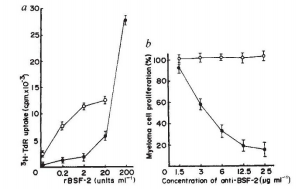 a
b
30
25
20
15
10
5
0
³H-TdR uptake (cpm×10⁻³)
0 0.2 2 20 200
rBSF-2 (units ml⁻¹)
100
80
60
40
20
Myeloma cell proliferation (%)
1.5 3 6 12.5 25
Concentration of anti-BSF-2 (µg ml⁻¹)